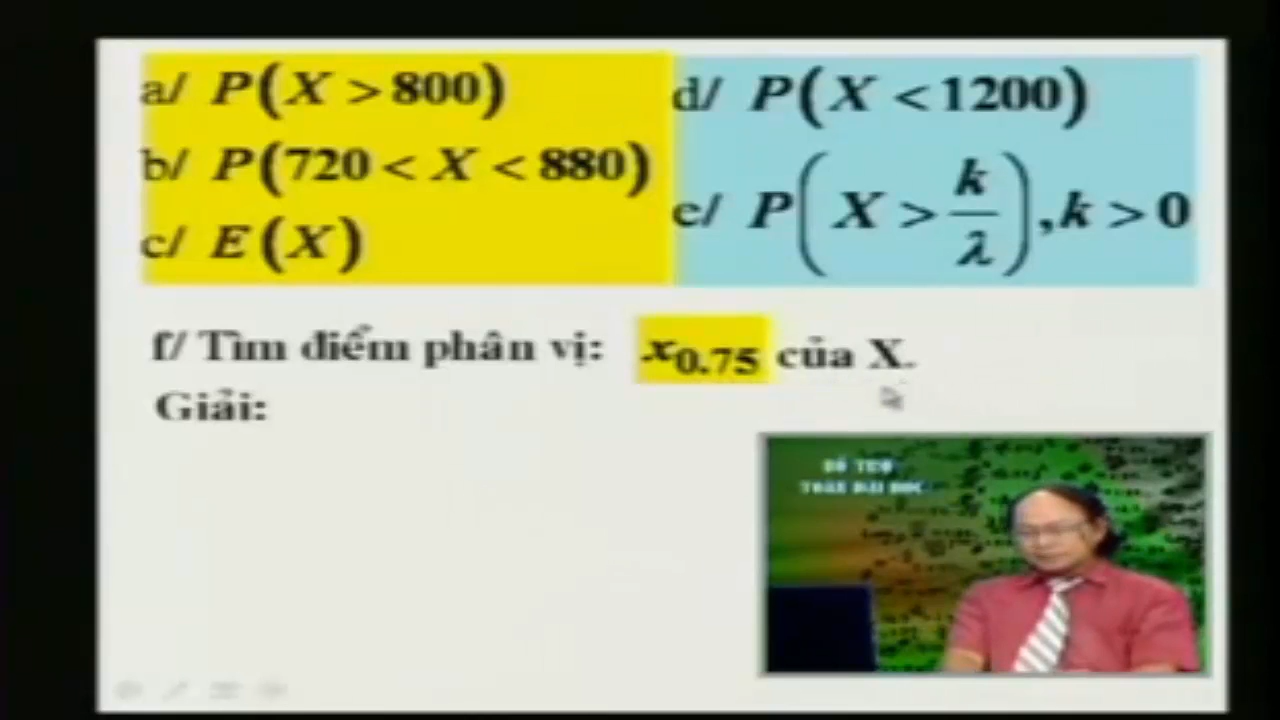 a/ P(X > 800)
b/ P(720 < X < 880)
c/ E(X)
d/ P(X < 1200)
e/ P(X > k/λ), k > 0
f/ Tìm điểm phân vị: x0.75 của X.
Giải: